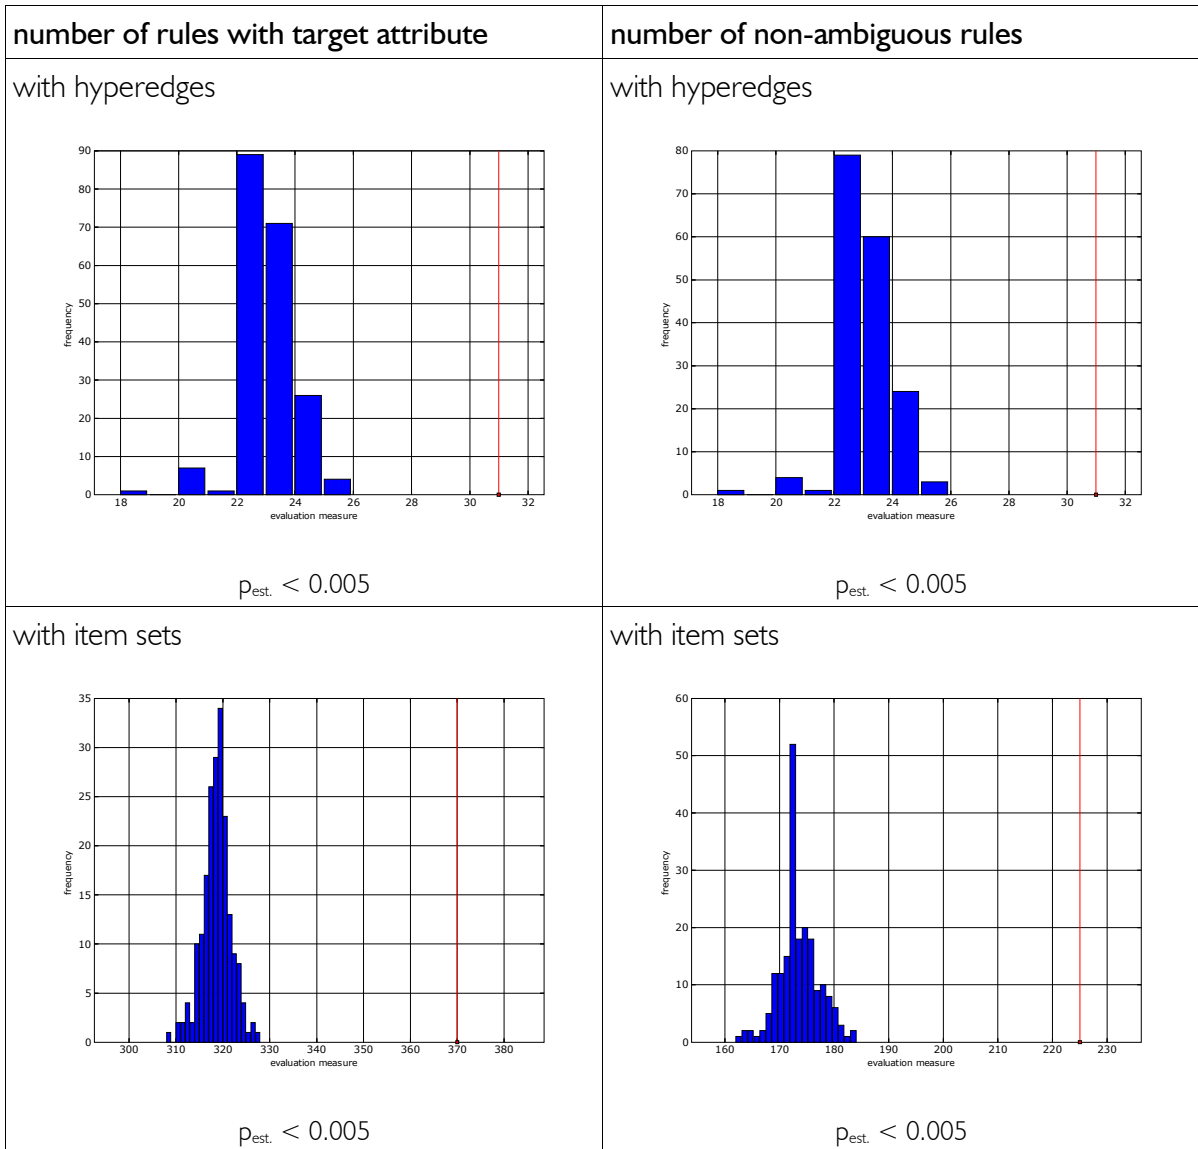 number of rules with target attribute
number of non-ambiguous rules
with hyperedges
90
80
70
60
50
40
30
20
10
0
frequency
18 20 22 24 26 28 30 32
evaluation measure
pest. < 0.005
with hyperedges
80
70
60
50
40
30
20
10
0
frequency
18 20 22 24 26 28 30 32
evaluation measure
pest. < 0.005
with item sets
35
30
25
20
15
10
5
0
frequency
300 310 320 330 340 350 360 370 380
evaluation measure
pest. < 0.005
with item sets
60
50
40
30
20
10
0
frequency
160 170 180 190 200 210 220 230
evaluation measure
pest. < 0.005